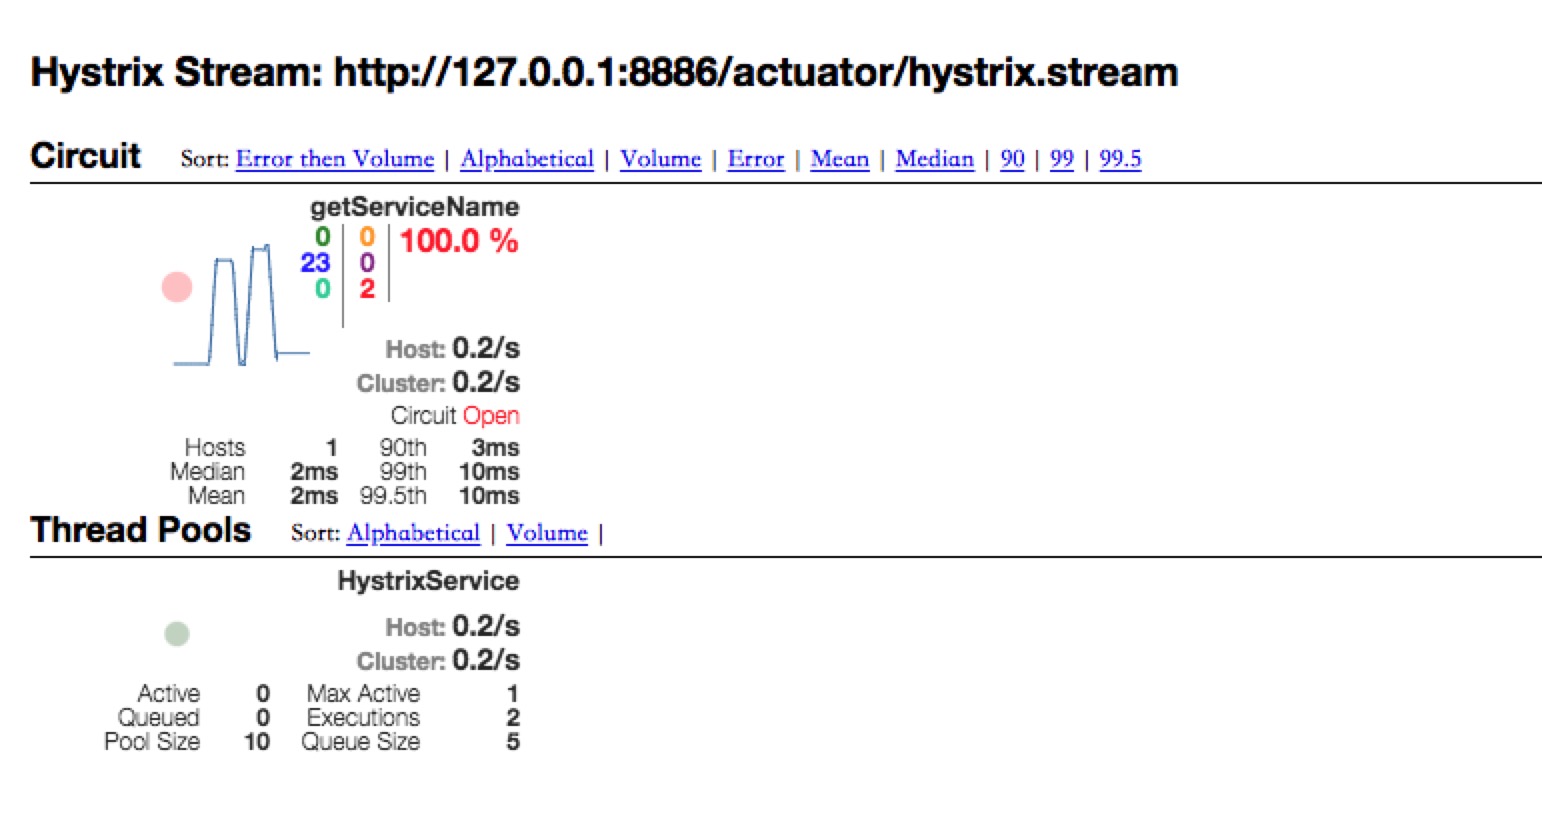 Hystrix Stream: http://127.0.0.1:8886/actuator/hystrix.stream
Circuit Sort: Error then Volume | Alphabetical | Volume | Error | Mean | Median | 90 | 99 | 99.5
getServiceName
0 0 100.0 %
23 0
0 2
Host: 0.2/s
Cluster: 0.2/s
Circuit Open
Hosts 1 90th 3ms
Median 2ms 99th 10ms
Mean 2ms 99.5th 10ms
Thread Pools Sort: Alphabetical | Volume |
HystrixService
Host: 0.2/s
Cluster: 0.2/s
Active 0 Max Active 1
Queued 0 Executions 2
Pool Size 10 Queue Size 5